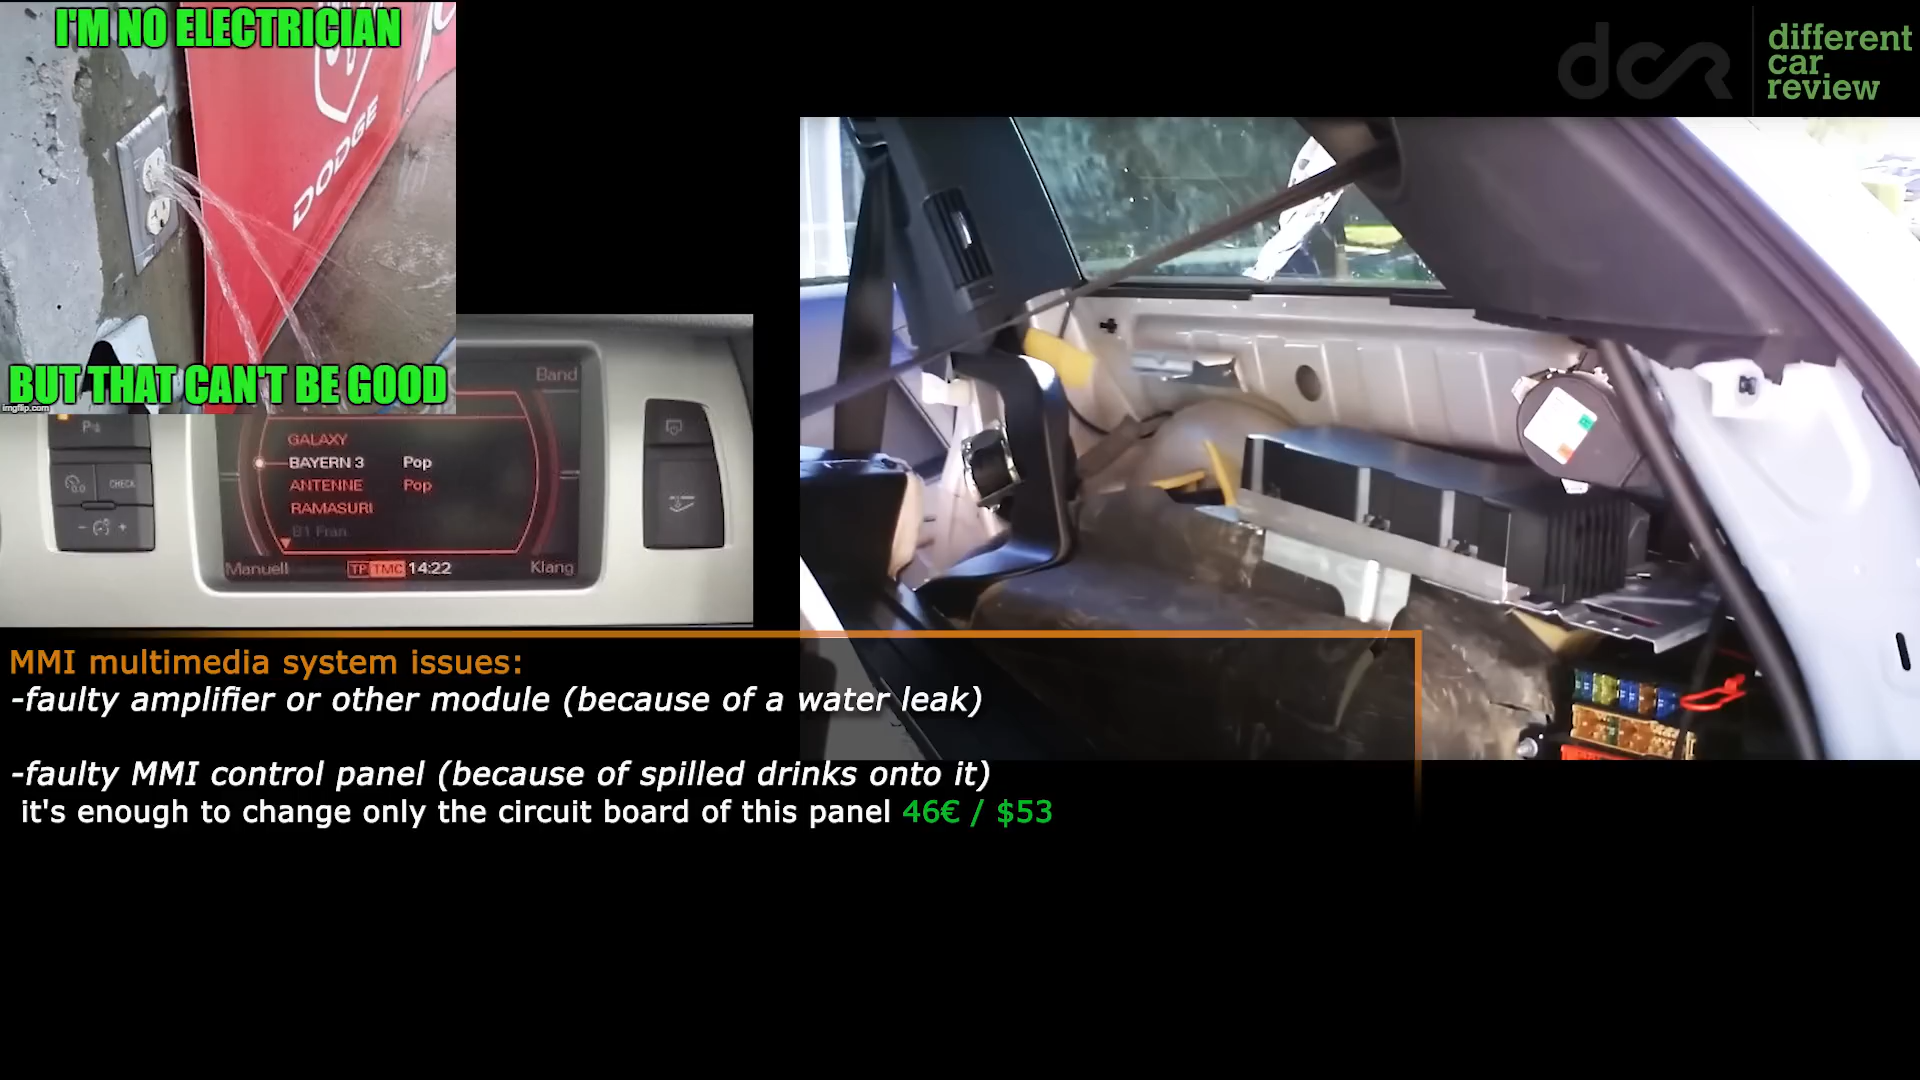 I'M NO ELECTRICIAN
DODGE
BUT THAT CAN'T BE GOOD
imgflip.com
dcr
different
car
review
Band
GALAXY
BAYERN 3 Pop
ANTENNE Pop
RAMASURI
B1 Fran
Manuell TP TMC 14:22 Klang
CHECK
MMI multimedia system issues:
-faulty amplifier or other module (because of a water leak)
-faulty MMI control panel (because of spilled drinks onto it)
it's enough to change only the circuit board of this panel 46€ / $53